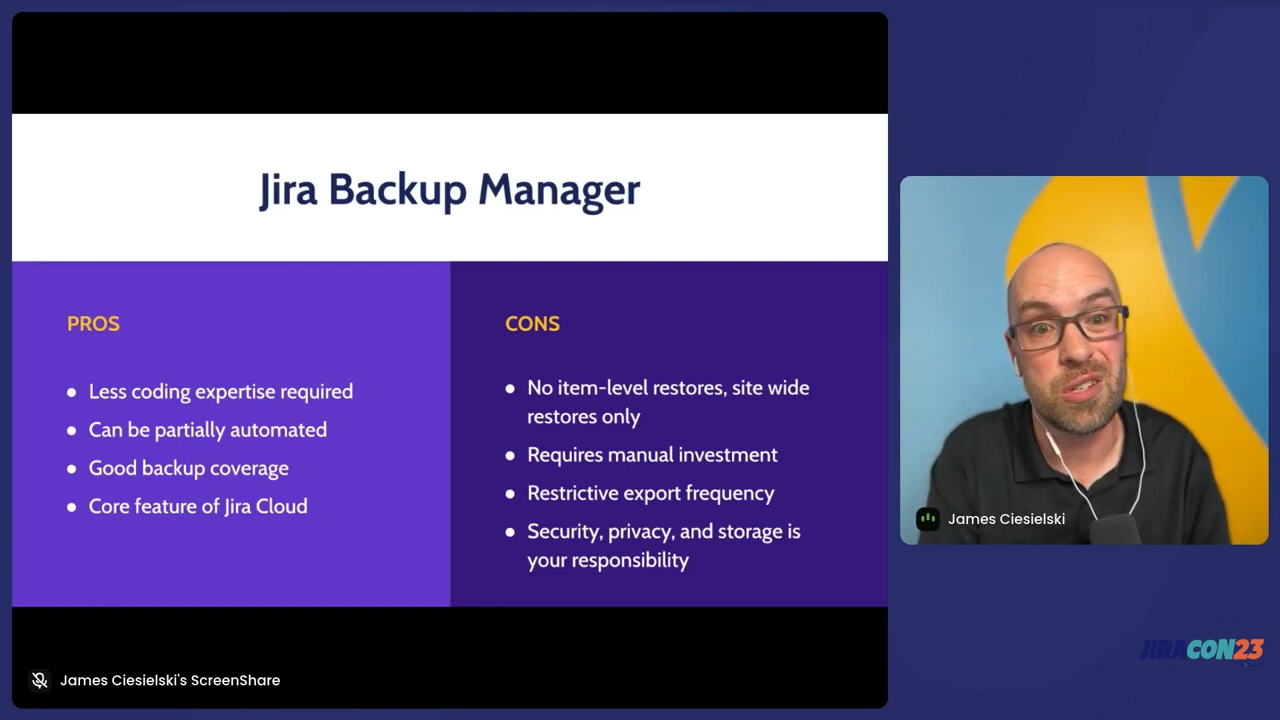 Jira Backup Manager
PROS
Less coding expertise required
Can be partially automated
Good backup coverage
Core feature of Jira Cloud
CONS
No item-level restores, site wide
restores only
Requires manual investment
Restrictive export frequency
Security, privacy, and storage is
your responsibility
James Ciesielski
James Ciesielski's ScreenShare
JIRACON23